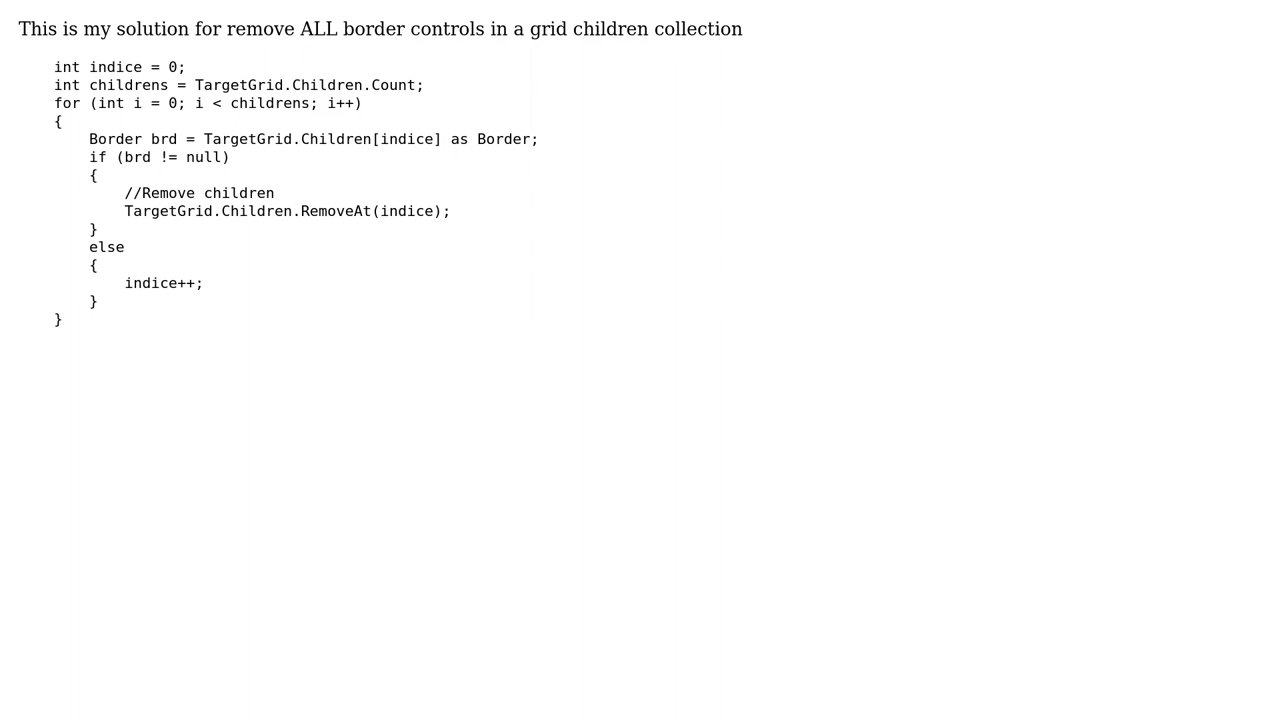 This is my solution for remove ALL border controls in a grid children collection
int indice = 0;
int childrens = TargetGrid.Children.Count;
for (int i = 0; i < childrens; i++)
{
    Border brd = TargetGrid.Children[indice] as Border;
    if (brd != null)
    {
        //Remove children
        TargetGrid.Children.RemoveAt(indice);
    }
    else
    {
        indice++;
    }
}